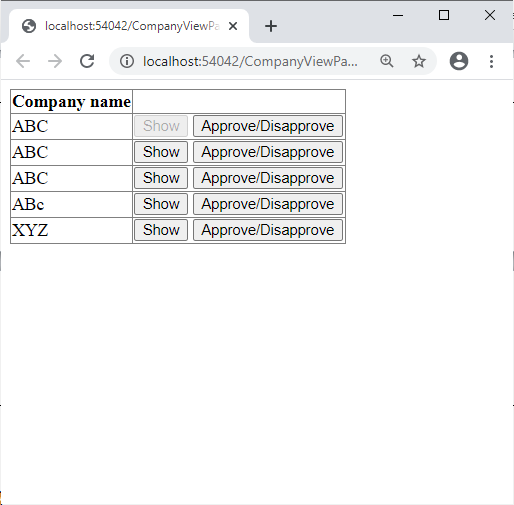 localhost:54042/CompanyViewPa
localhost:54042/CompanyViewPa...
Company name
ABC Show Approve/Disapprove
ABC Show Approve/Disapprove
ABC Show Approve/Disapprove
ABc Show Approve/Disapprove
XYZ Show Approve/Disapprove